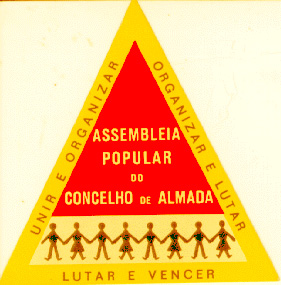 UNIR E ORGANIZAR
ORGANIZAR E LUTAR
ASSEMBLEIA
POPULAR
DO
CONCELHO DE ALMADA
LUTAR E VENCER